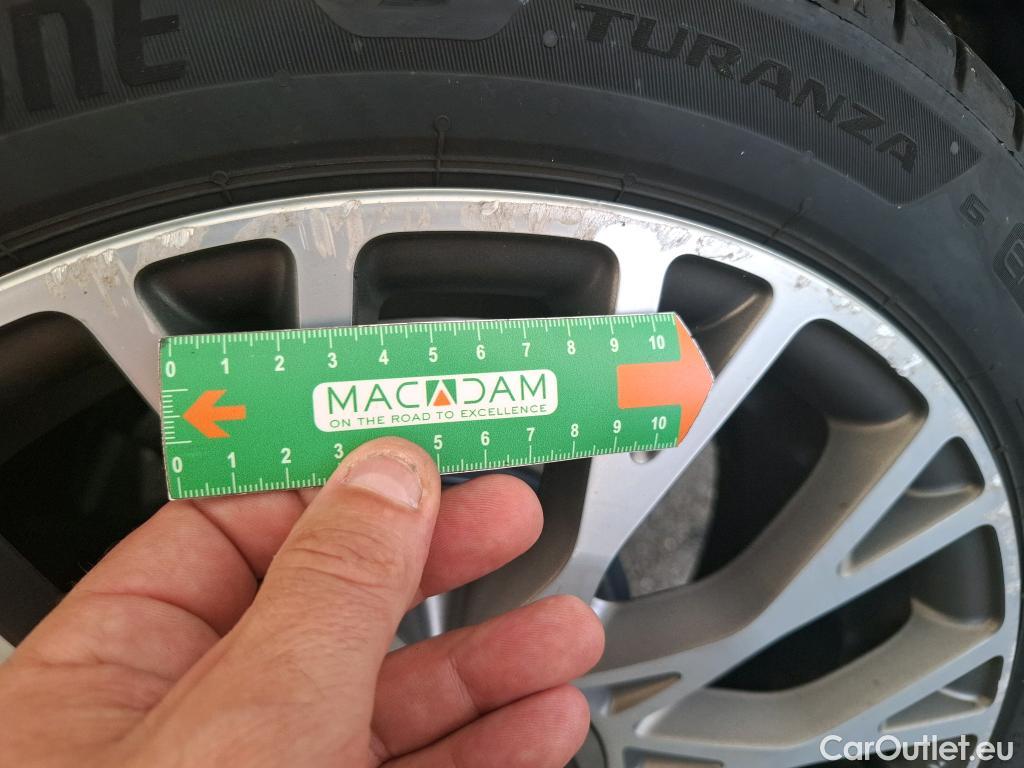 TURANZA
6
0 1 2 3 4 5 6 7 8 9 10
MACADAM
ON THE ROAD TO EXCELLENCE
0 1 2 3 5 6 7 8 9 10
CarOutlet.eu